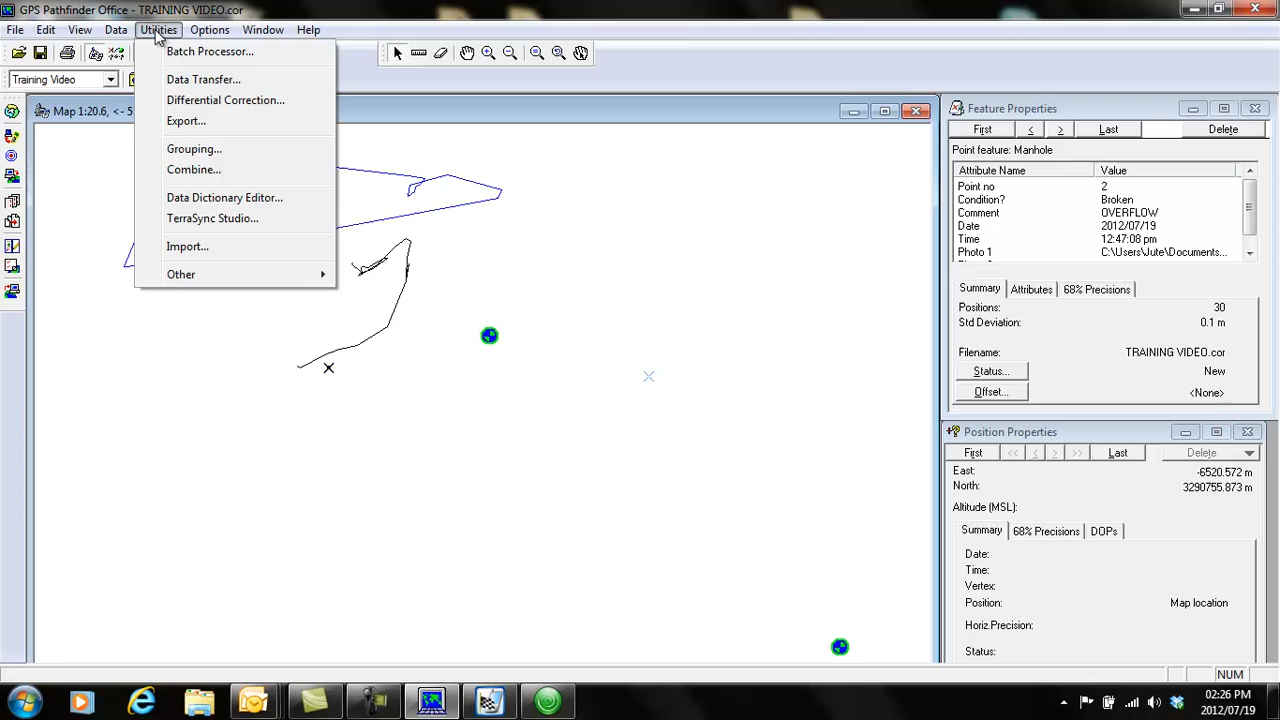 GPS Pathfinder Office - TRAINING VIDEO.cor
File Edit View Data Utilities Options Window Help
Training Video
Batch Processor...
Data Transfer...
Differential Correction...
Export...
Grouping...
Combine...
Data Dictionary Editor...
TerraSync Studio...
Import...
Other
Map 1:20.6, <- 5
Feature Properties
First < > Last Delete
Point feature: Manhole
Attribute Name Value
Point no 2
Condition? Broken
Comment OVERFLOW
Date 2012/07/19
Time 12:47:08 pm
Photo 1 C:\Users\Jute\Documents...
Summary Attributes 68% Precisions
Positions: 30
Std Deviation: 0.1 m
Filename: TRAINING VIDEO.cor
Status... New
Offset... <None>
Position Properties
First << < > >> Last Delete
East: -6520.572 m
North: 3290755.873 m
Altitude (MSL):
Summary 68% Precisions DOPs
Date:
Time:
Vertex:
Position: Map location
Horiz.Precision:
Status:
NUM
02:26 PM
2012/07/19